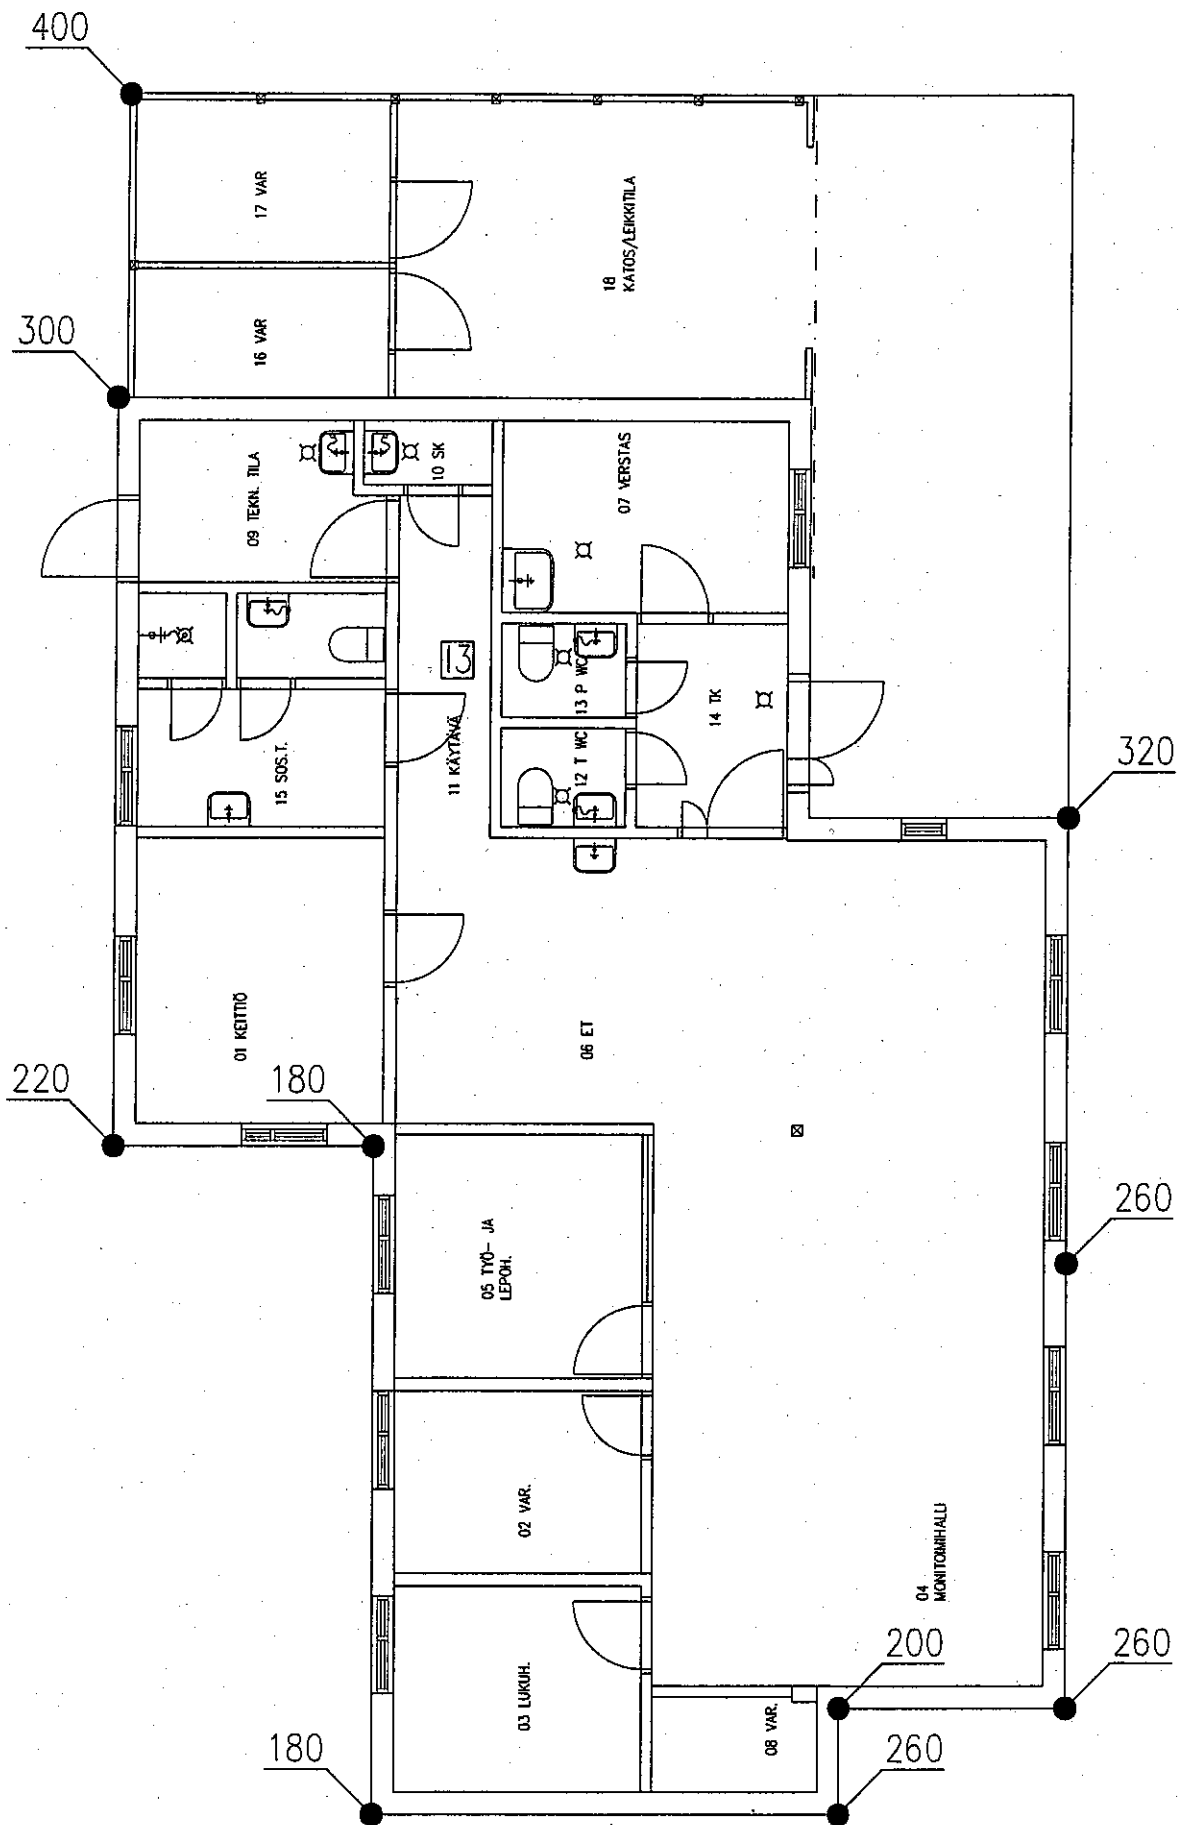 400
17 VAR
18
KATOS/LEIKKITILA
16 VAR
300
09 TEKN. TILA
10 SK
07 VERSTAS
13
13 P WC
14 TK
15 SOS.T.
11 KÄYTÄVÄ
12 T WC
320
01 KEITTIÖ
06 ET
220
180
260
05 TYÖ- JA
LEPOH.
02 VAR.
04
MONITOIMIHALLI
03 LUKUH.
08 VAR.
200
260
180
260